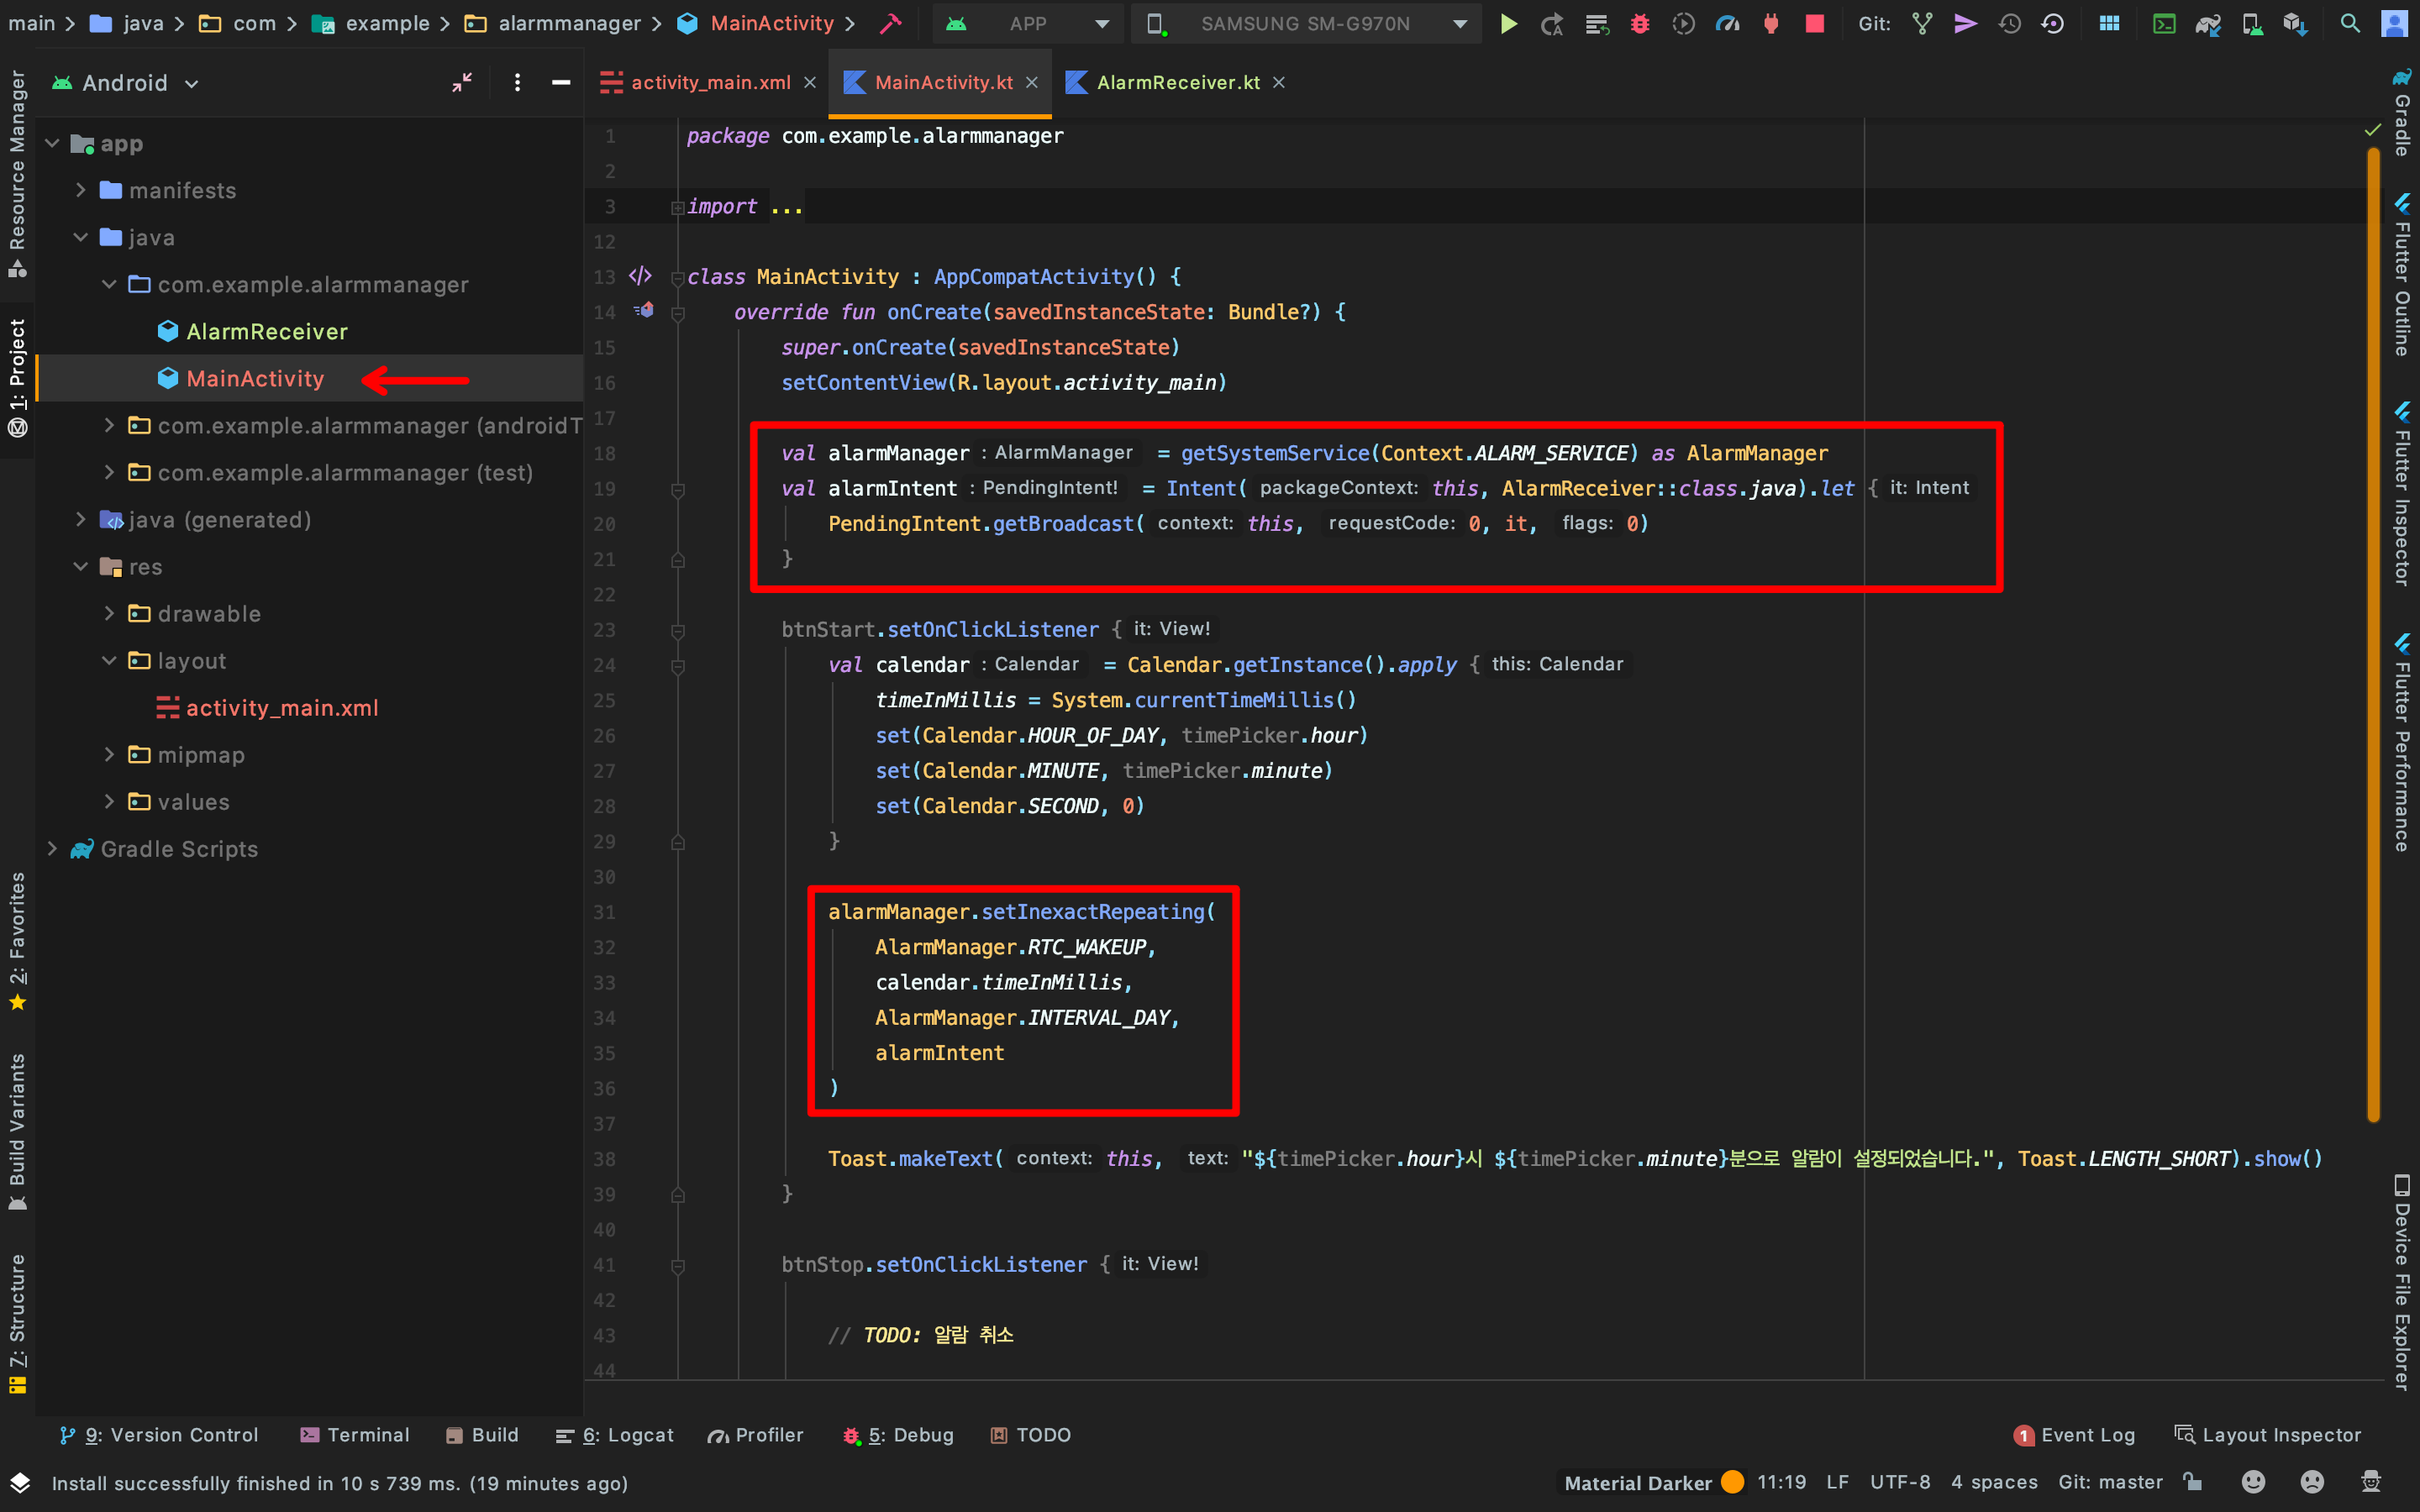 main > java > com > example > alarmmanager > MainActivity >
APP
SAMSUNG SM-G970N
Git:
Android
activity_main.xml
MainActivity.kt
AlarmReceiver.kt
Resource Manager
1: Project
2: Favorites
Build Variants
7: Structure
app
manifests
java
com.example.alarmmanager
AlarmReceiver
MainActivity
com.example.alarmmanager (androidT
com.example.alarmmanager (test)
java (generated)
res
drawable
layout
activity_main.xml
mipmap
values
Gradle Scripts
1 package com.example.alarmmanager
2
3 import ...
12
13 class MainActivity : AppCompatActivity() {
14 override fun onCreate(savedInstanceState: Bundle?) {
15 super.onCreate(savedInstanceState)
16 setContentView(R.layout.activity_main)
17
18 val alarmManager : AlarmManager = getSystemService(Context.ALARM_SERVICE) as AlarmManager
19 val alarmIntent : PendingIntent! = Intent( packageContext: this, AlarmReceiver::class.java).let { it: Intent
20 PendingIntent.getBroadcast( context: this, requestCode: 0, it, flags: 0)
21 }
22
23 btnStart.setOnClickListener { it: View!
24 val calendar : Calendar = Calendar.getInstance().apply { this: Calendar
25 timeInMillis = System.currentTimeMillis()
26 set(Calendar.HOUR_OF_DAY, timePicker.hour)
27 set(Calendar.MINUTE, timePicker.minute)
28 set(Calendar.SECOND, 0)
29 }
30
31 alarmManager.setInexactRepeating(
32 AlarmManager.RTC_WAKEUP,
33 calendar.timeInMillis,
34 AlarmManager.INTERVAL_DAY,
35 alarmIntent
36 )
37
38 Toast.makeText( context: this, text: "${timePicker.hour}시 ${timePicker.minute}분으로 알람이 설정되었습니다.", Toast.LENGTH_SHORT).show()
39 }
40
41 btnStop.setOnClickListener { it: View!
42
43 // TODO: 알람 취소
44
Gradle
Flutter Outline
Flutter Inspector
Flutter Performance
Device File Explorer
9: Version Control
Terminal
Build
6: Logcat
Profiler
5: Debug
TODO
1 Event Log
Layout Inspector
Install successfully finished in 10 s 739 ms. (19 minutes ago)
Material Darker
11:19
LF
UTF-8
4 spaces
Git: master